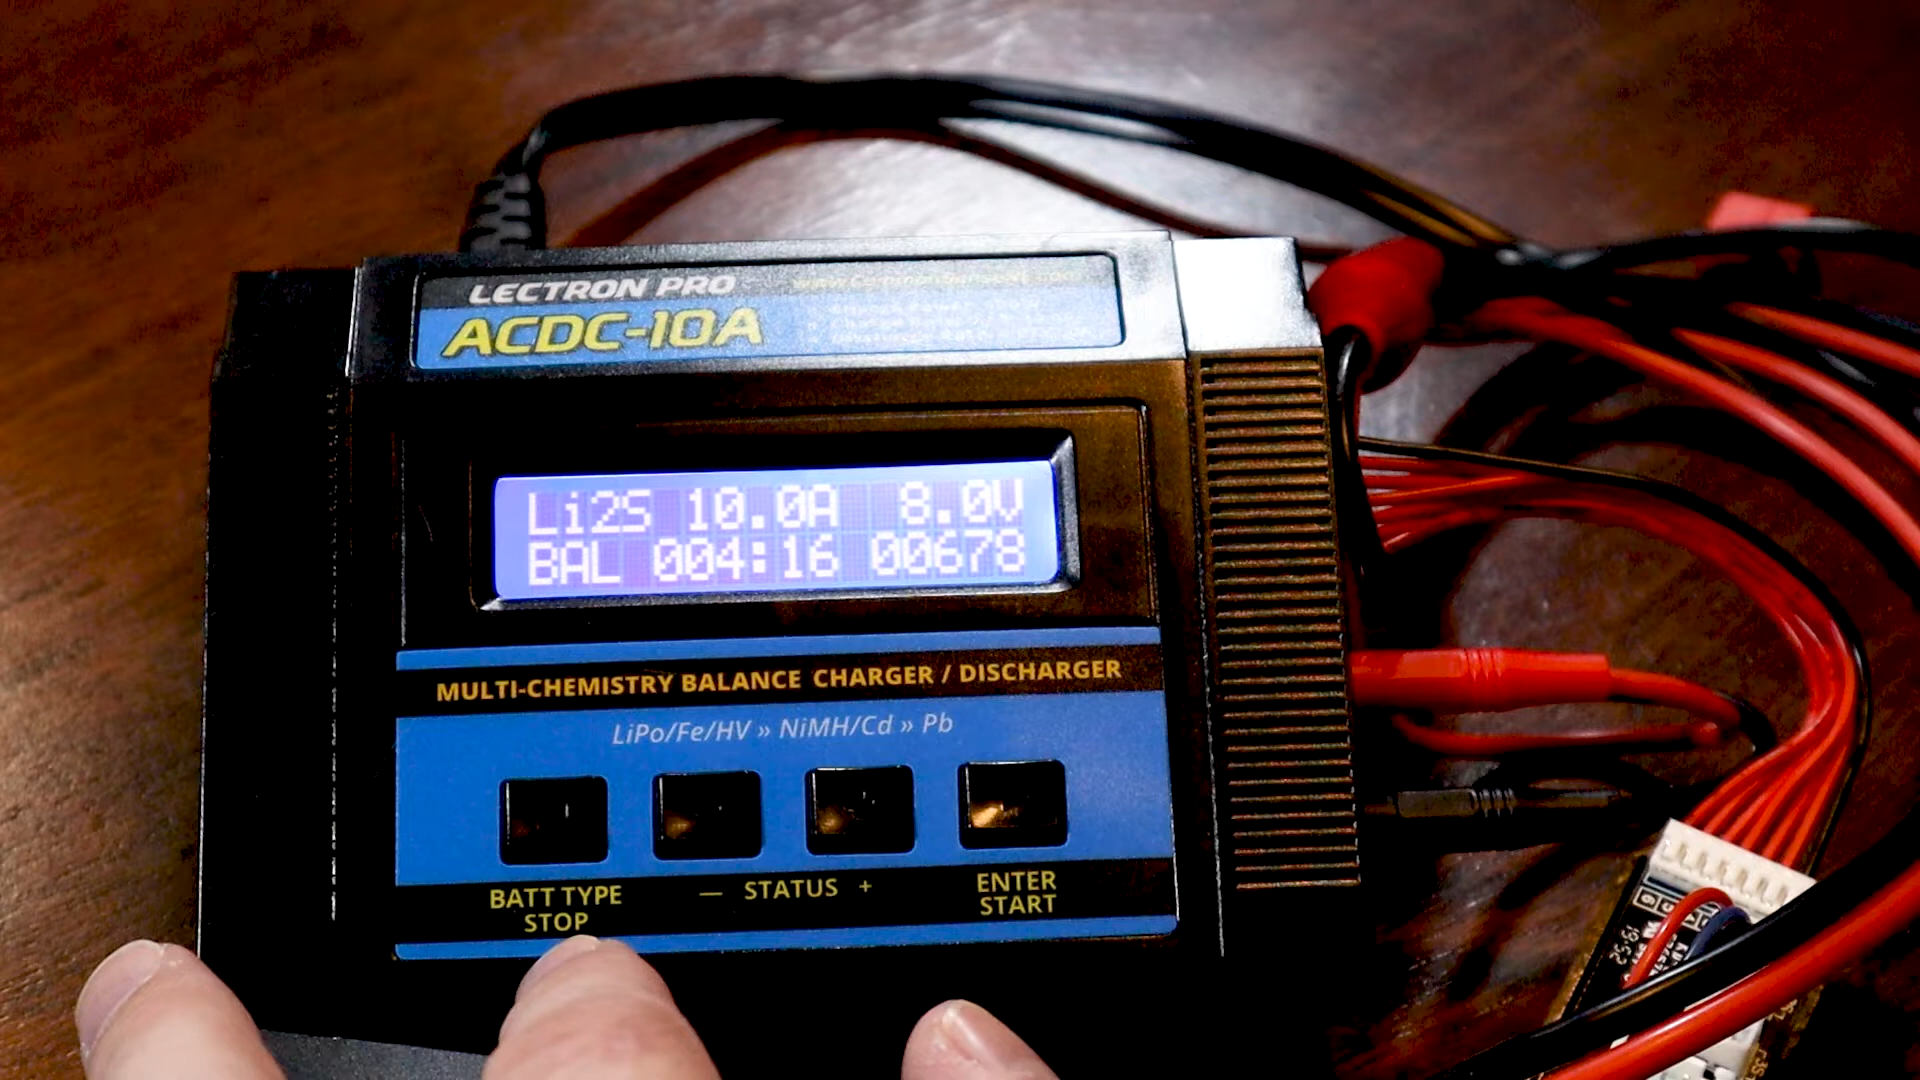 LECTRON PRO
ACDC-10A
Li2S 10.0A 8.0V
BAL 004:16 00678
MULTI-CHEMISTRY BALANCE CHARGER / DISCHARGER
LiPo/Fe/HV » NiMH/Cd » Pb
BATT TYPE
STOP
— STATUS +
ENTER
START